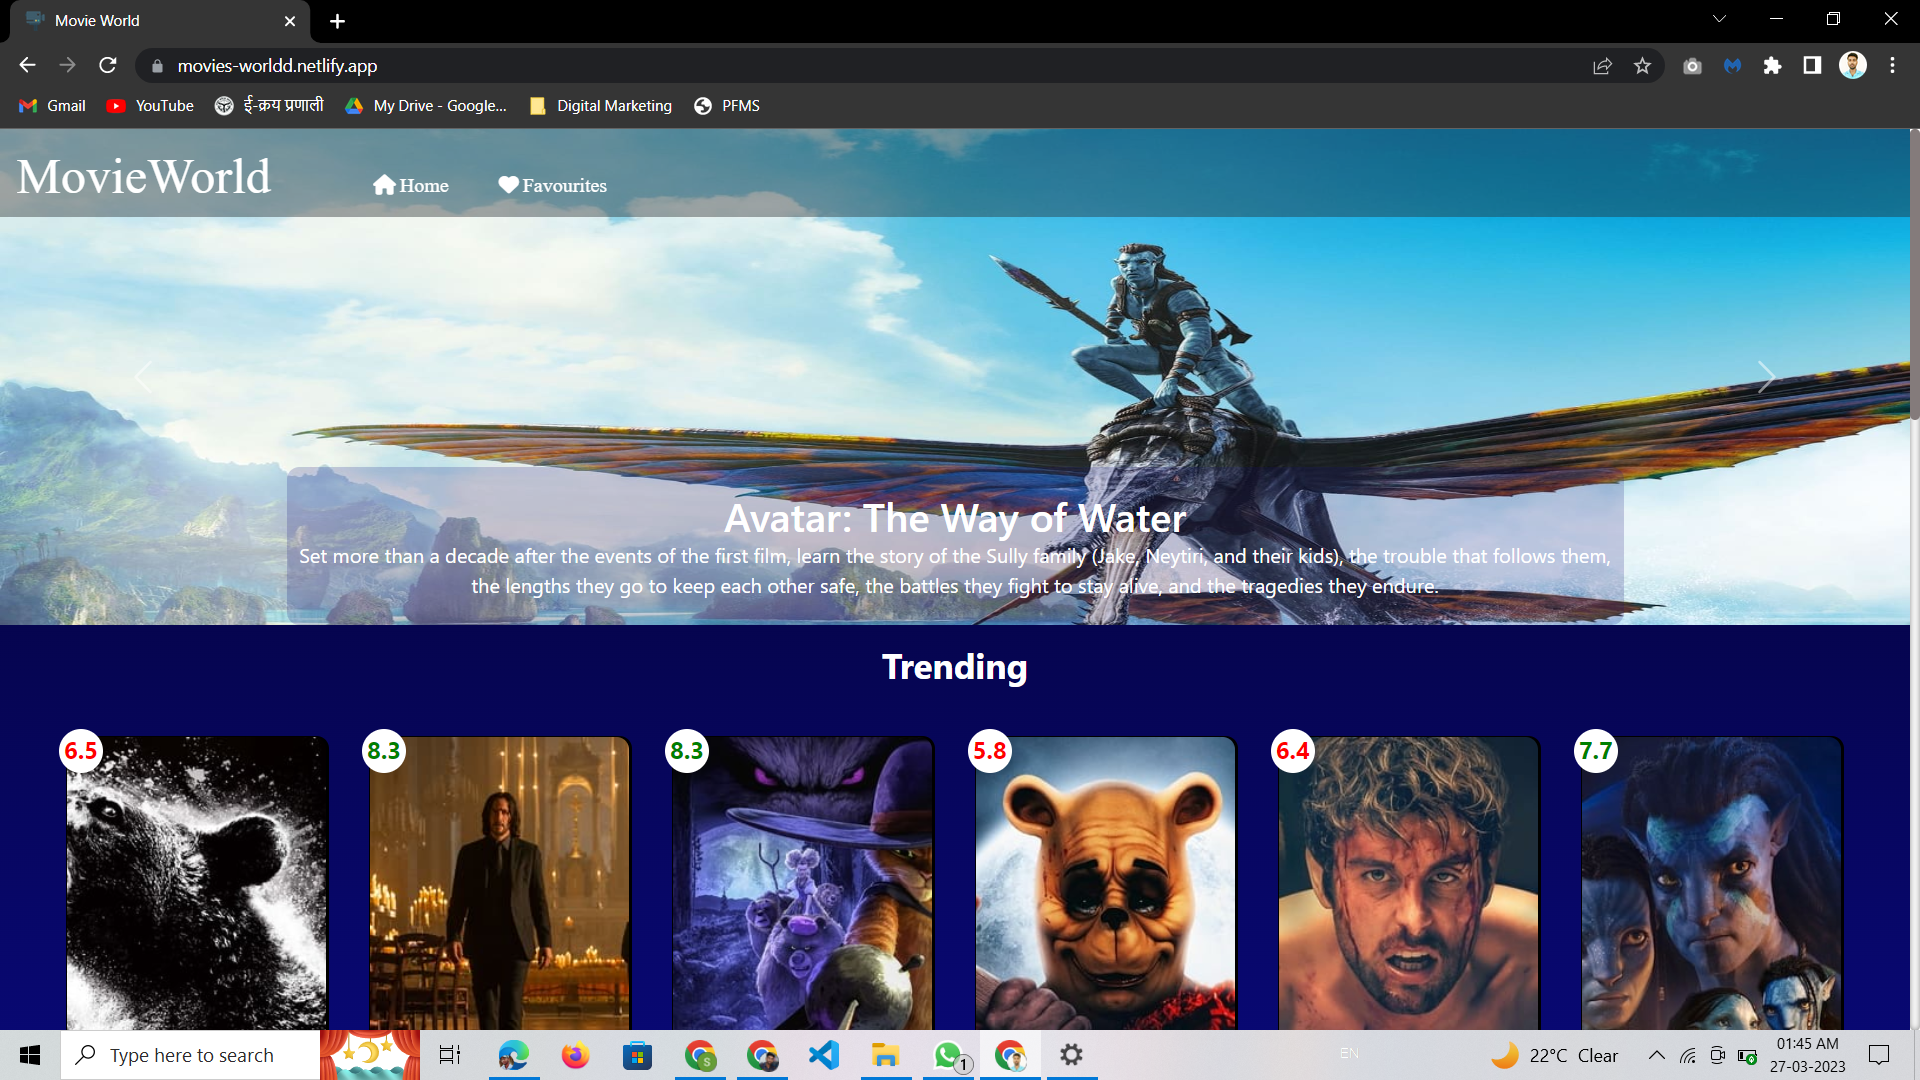 Movie World
movies-worldd.netlify.app
Gmail
YouTube
ई-क्रय प्रणाली
My Drive - Google...
Digital Marketing
PFMS
MovieWorld
Home
Favourites
Avatar: The Way of Water
Set more than a decade after the events of the first film, learn the story of the Sully family (Jake, Neytiri, and their kids), the trouble that follows them,
the lengths they go to keep each other safe, the battles they fight to stay alive, and the tragedies they endure.
Trending
6.5
8.3
8.3
5.8
6.4
7.7
Type here to search
S
1
EN
22°C Clear
01:45 AM
27-03-2023